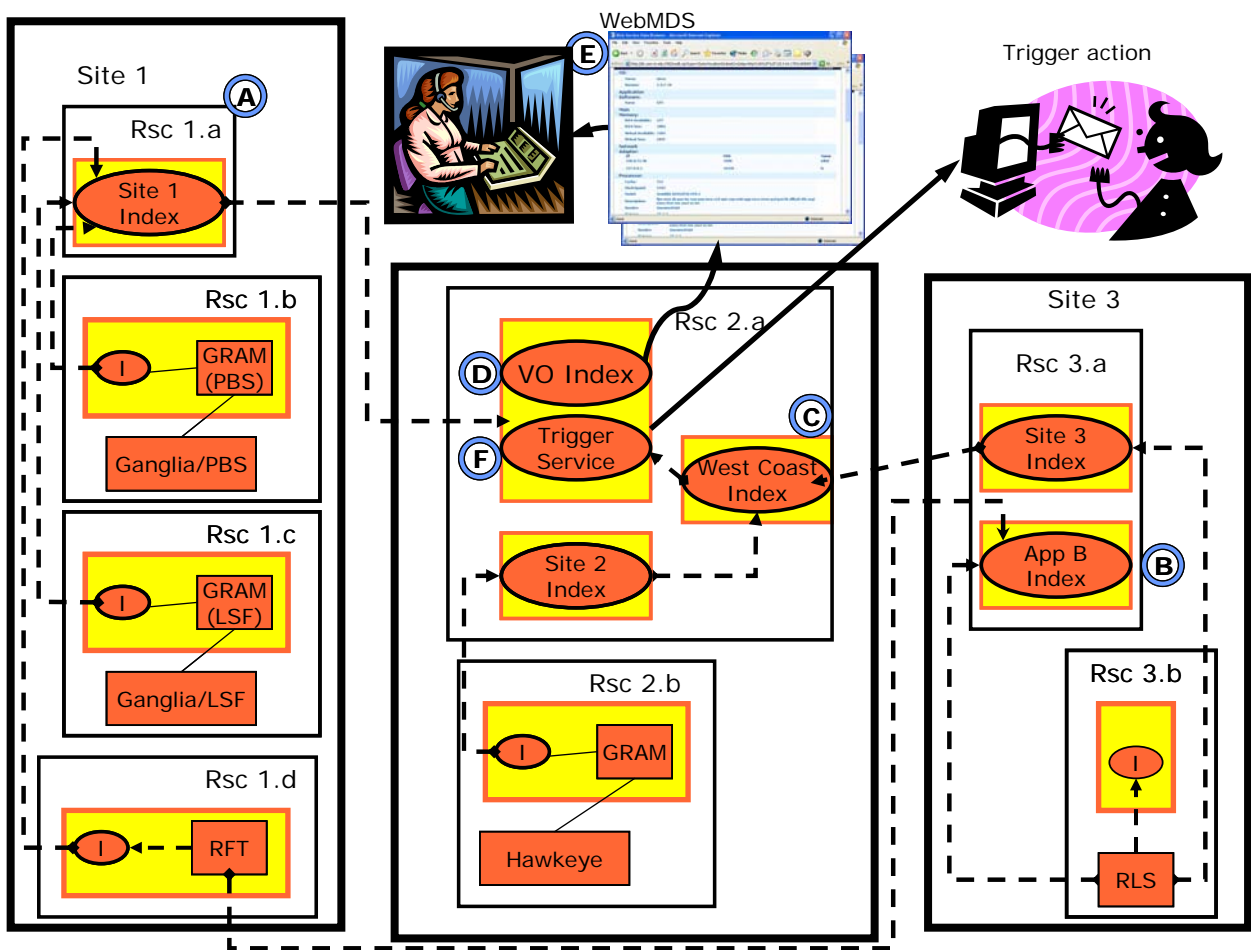 WebMDS
E
Trigger action
Site 1
A
Rsc 1.a
Site 1
Index
Rsc 1.b
I
GRAM
(PBS)
Ganglia/PBS
Rsc 1.c
I
GRAM
(LSF)
Ganglia/LSF
Rsc 1.d
I
RFT
Rsc 2.a
D
VO Index
F
Trigger
Service
C
West Coast
Index
Site 2
Index
Rsc 2.b
I
GRAM
Hawkeye
Site 3
Rsc 3.a
Site 3
Index
App B
Index
B
Rsc 3.b
I
RLS